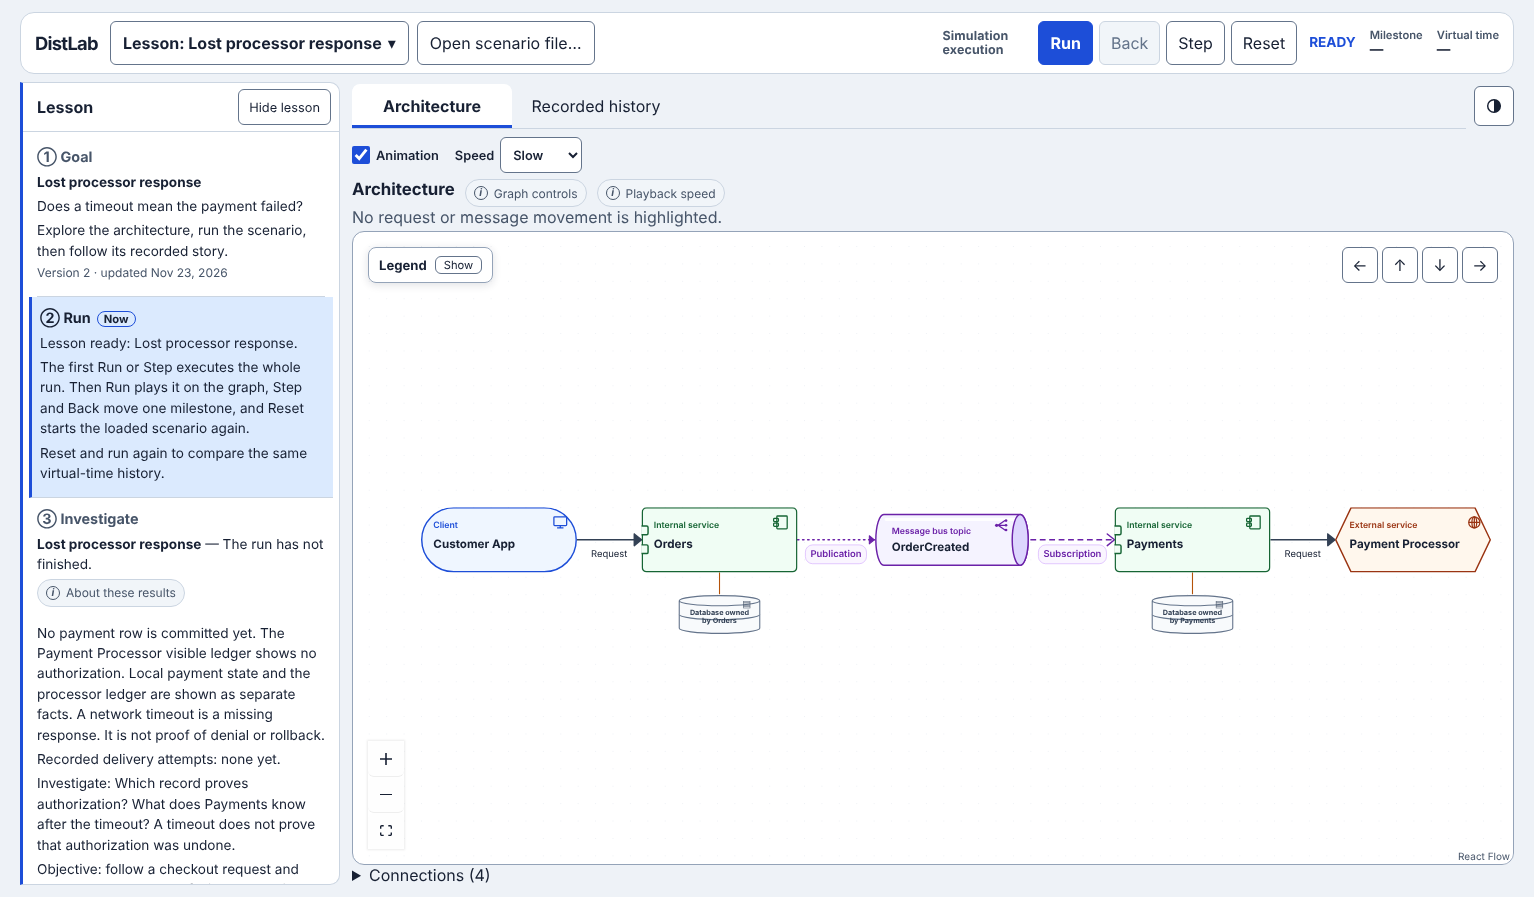 DistLab
Lesson: Lost processor response ▾
Open scenario file...
Simulation
execution
Run
Back
Step
Reset
READY
Milestone
—
Virtual time
—
Lesson
Hide lesson
1 Goal
Lost processor response
Does a timeout mean the payment failed?
Explore the architecture, run the scenario,
then follow its recorded story.
Version 2 · updated Nov 23, 2026
2 Run Now
Lesson ready: Lost processor response.
The first Run or Step executes the whole
run. Then Run plays it on the graph, Step
and Back move one milestone, and Reset
starts the loaded scenario again.
Reset and run again to compare the same
virtual-time history.
3 Investigate
Lost processor response — The run has not
finished.
i About these results
No payment row is committed yet. The
Payment Processor visible ledger shows no
authorization. Local payment state and the
processor ledger are shown as separate
facts. A network timeout is a missing
response. It is not proof of denial or rollback.
Recorded delivery attempts: none yet.
Investigate: Which record proves
authorization? What does Payments know
after the timeout? A timeout does not prove
that authorization was undone.
Objective: follow a checkout request and
Architecture
Recorded history
Animation
Speed
Slow
Architecture
i Graph controls
i Playback speed
No request or message movement is highlighted.
Legend
Show
← ↑ ↓ →
Client
Customer App
Request
Internal service
Orders
Database owned
by Orders
Publication
Message bus topic
OrderCreated
Subscription
Internal service
Payments
Database owned
by Payments
Request
External service
Payment Processor
+
−
React Flow
▶ Connections (4)